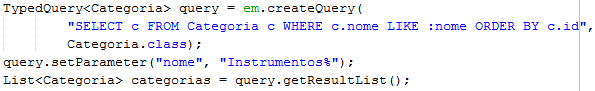 TypedQuery<Categoria> query = em.createQuery(
"SELECT c FROM Categoria c WHERE c.nome LIKE :nome ORDER BY c.id",
Categoria.class);
query.setParameter("nome", "Instrumentos%");
List<Categoria> categorias = query.getResultList();